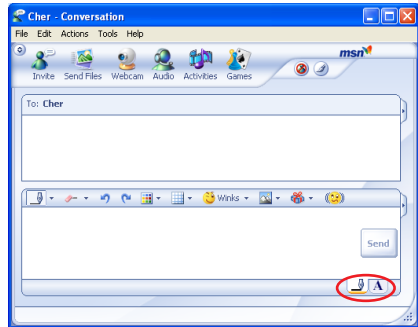 Cher - Conversation
File Edit Actions Tools Help
msn
Invite Send Files Webcam Audio Activities Games
To: Cher
Winks
Send
A